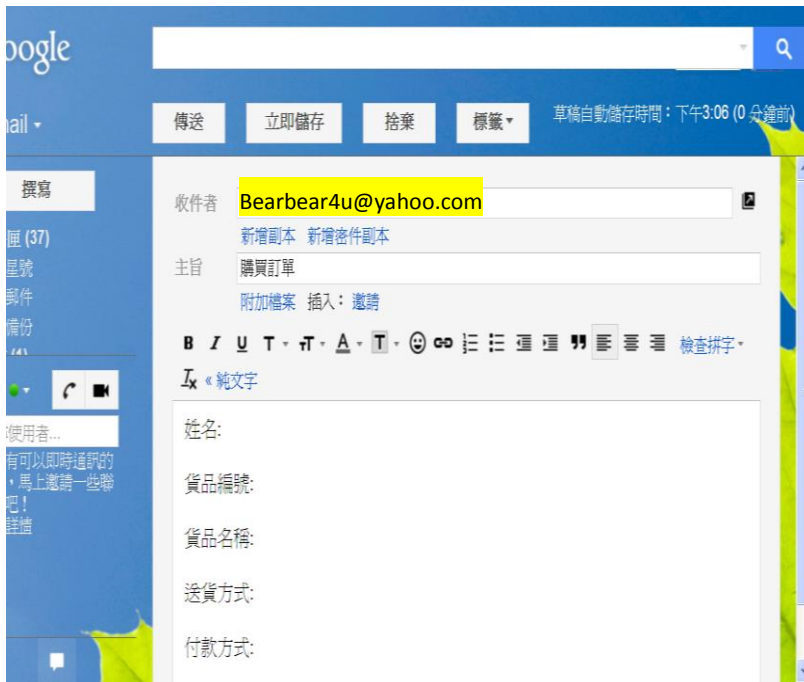 oogle
傳送 立即儲存 捨棄 標籤 草稿自動儲存時間：下午3:06 (0 分鐘前)
ail
撰寫
收件者 Bearbear4u@yahoo.com
匣 (37)
新增副本 新增密件副本
星號
主旨 購買訂單
郵件
附加檔案 插入： 邀請
備份
B I U T T A T 檢查拼字
Tx « 純文字
使用者...
姓名:
有可以即時通訊的
，馬上邀請一些聯
吧！
詳情
貨品編號:
貨品名稱:
送貨方式:
付款方式: